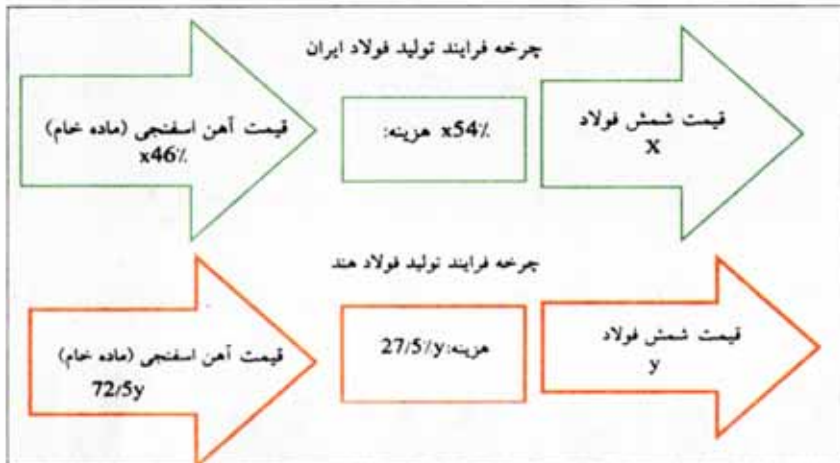 چرخه فرایند تولید فولاد ایران
قیمت آهن اسفنجی (ماده خام)
x46٪
x54٪ هزینه:
قیمت شمش فولاد
X
چرخه فرایند تولید فولاد هند
قیمت آهن اسفنجی (ماده خام)
72/5y
هزینه:27/5٪y
قیمت شمش فولاد
y